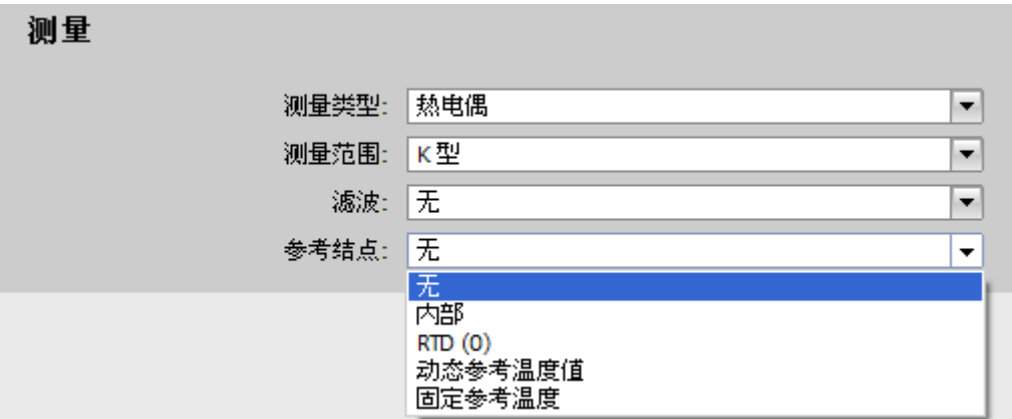 测量
测量类型: 热电偶
测量范围: K 型
滤波: 无
参考结点: 无
无
内部
RTD (0)
动态参考温度值
固定参考温度